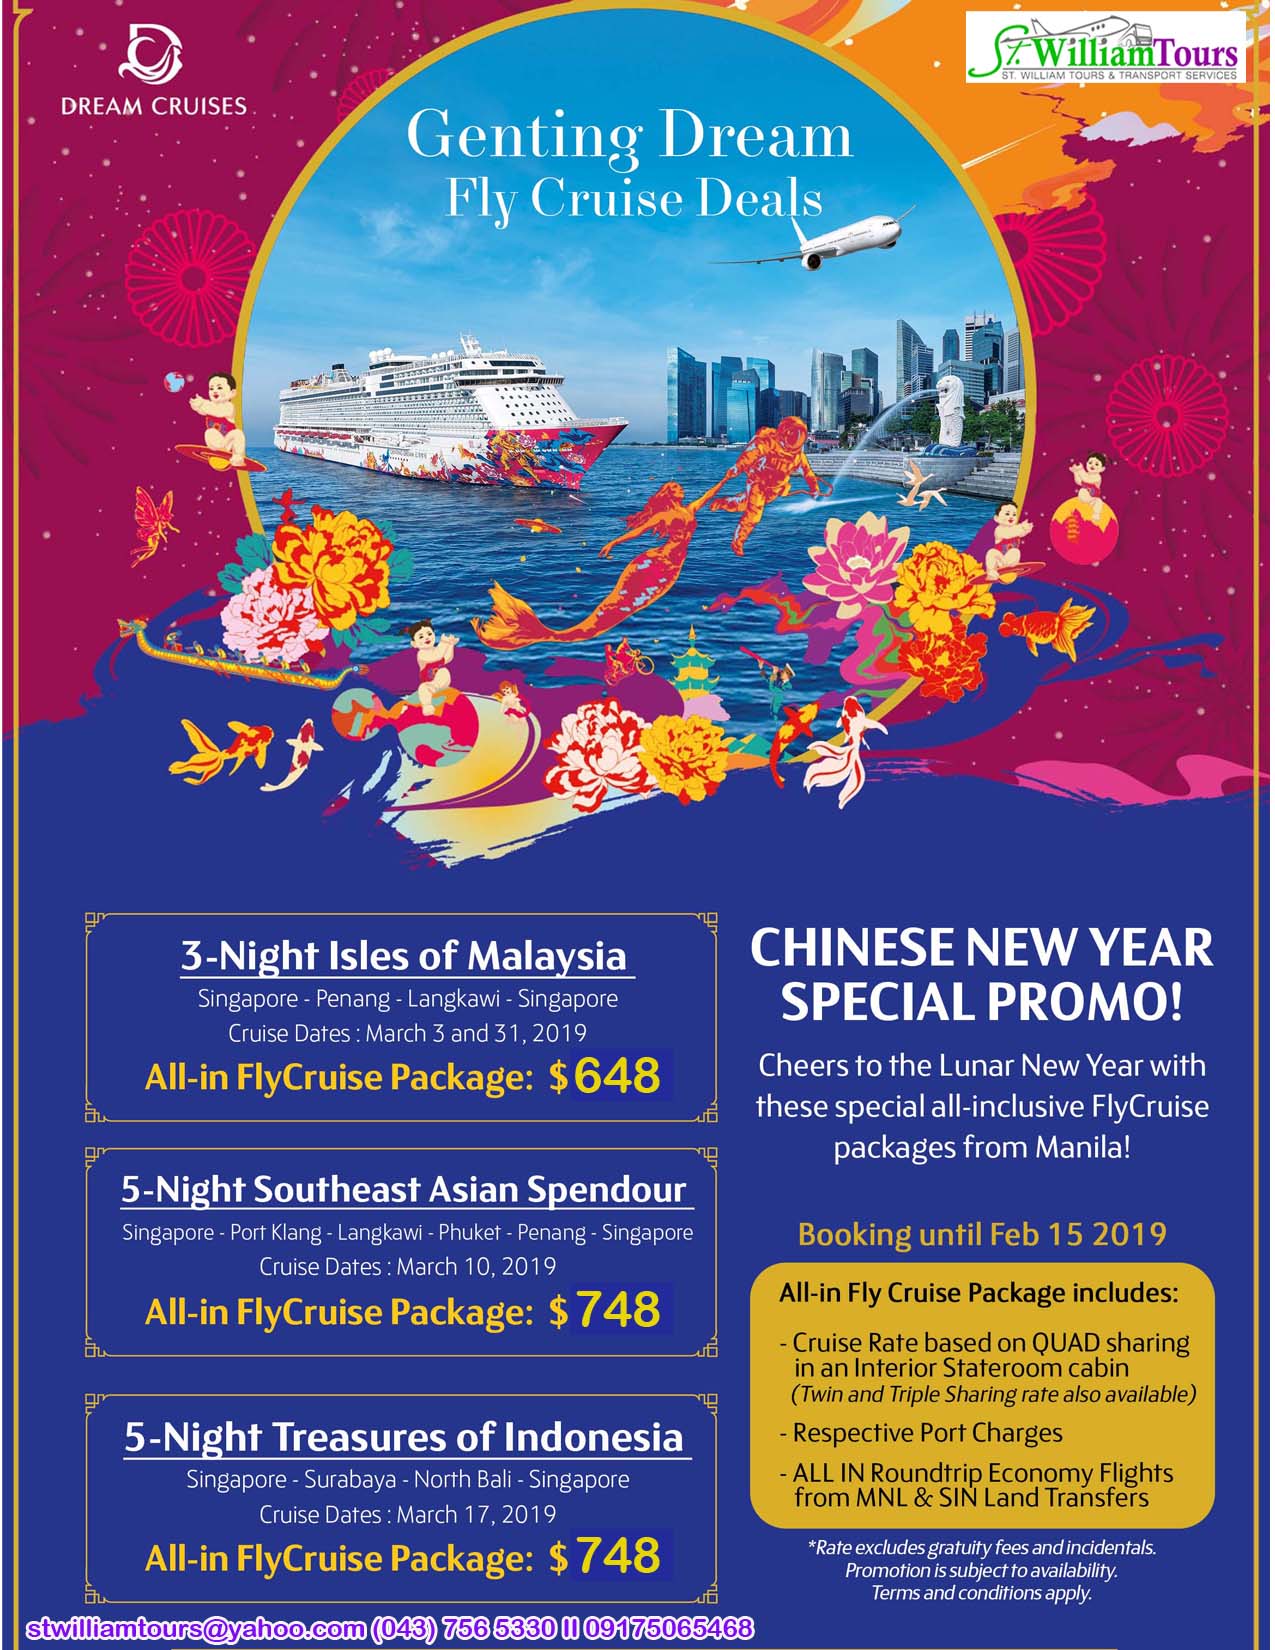 DREAM CRUISES
St. William Tours
ST. WILLIAM TOURS & TRANSPORT SERVICES
Genting Dream
Fly Cruise Deals
3-Night Isles of Malaysia
Singapore - Penang - Langkawi - Singapore
Cruise Dates : March 3 and 31, 2019
All-in FlyCruise Package: $ 648
5-Night Southeast Asian Spendour
Singapore - Port Klang - Langkawi - Phuket - Penang - Singapore
Cruise Dates : March 10, 2019
All-in FlyCruise Package: $ 748
5-Night Treasures of Indonesia
Singapore - Surabaya - North Bali - Singapore
Cruise Dates : March 17, 2019
All-in FlyCruise Package: $ 748
CHINESE NEW YEAR
SPECIAL PROMO!
Cheers to the Lunar New Year with
these special all-inclusive FlyCruise
packages from Manila!
Booking until Feb 15 2019
All-in Fly Cruise Package includes:
- Cruise Rate based on QUAD sharing
in an Interior Stateroom cabin
(Twin and Triple Sharing rate also available)
- Respective Port Charges
- ALL IN Roundtrip Economy Flights
from MNL & SIN Land Transfers
*Rate excludes gratuity fees and incidentals.
Promotion is subject to availability.
Terms and conditions apply.
stwilliamtours@yahoo.com (043) 756 5330 II 09175065468